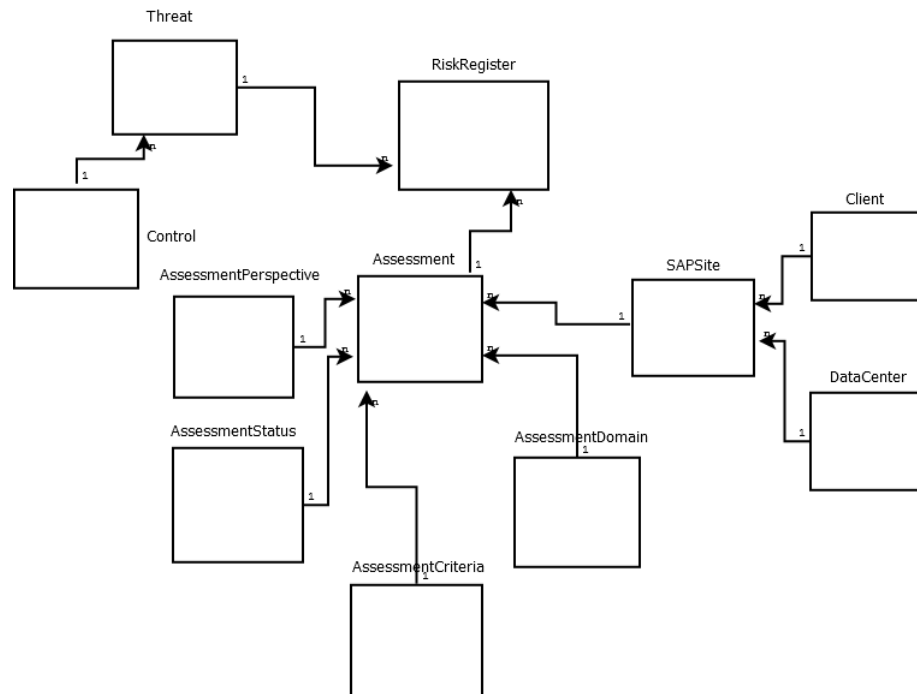 Threat
RiskRegister
1
n
n
1
n
Control
Client
Assessment
1
SAPSite
1
AssessmentPerspective
n
n
n
1
1
n
n
n
DataCenter
AssessmentStatus
n
1
AssessmentDomain
1
1
AssessmentCriteria
1